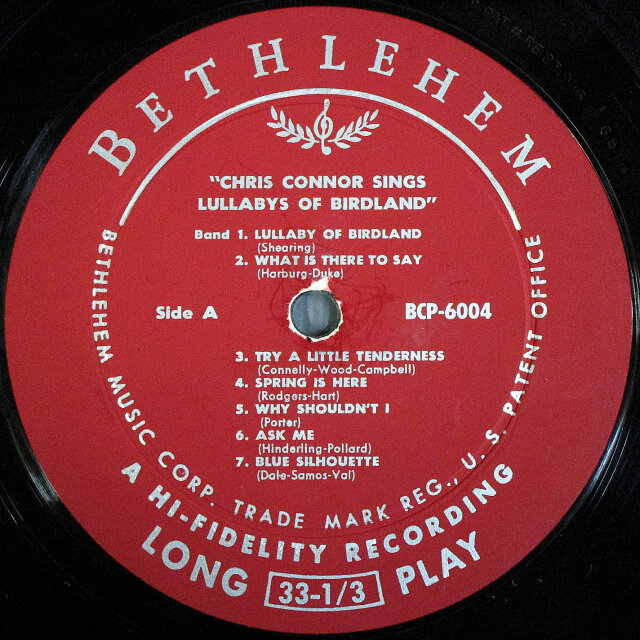 BETHLEHEM
"CHRIS CONNOR SINGS
LULLABYS OF BIRDLAND"
Band 1. LULLABY OF BIRDLAND
(Shearing)
2. WHAT IS THERE TO SAY
(Harburg-Duke)
Side A
BCP-6004
3. TRY A LITTLE TENDERNESS
(Connelly-Wood-Campbell)
4. SPRING IS HERE
(Rodgers-Hart)
5. WHY SHOULDN'T I
(Porter)
6. ASK ME
(Hinderling-Pollard)
7. BLUE SILHOUETTE
(Dale-Samos-Val)
BETHLEHEM MUSIC CORP. TRADE MARK REG., U. S. PATENT OFFICE
A HI-FIDELITY RECORDING
LONG 33-1/3 PLAY